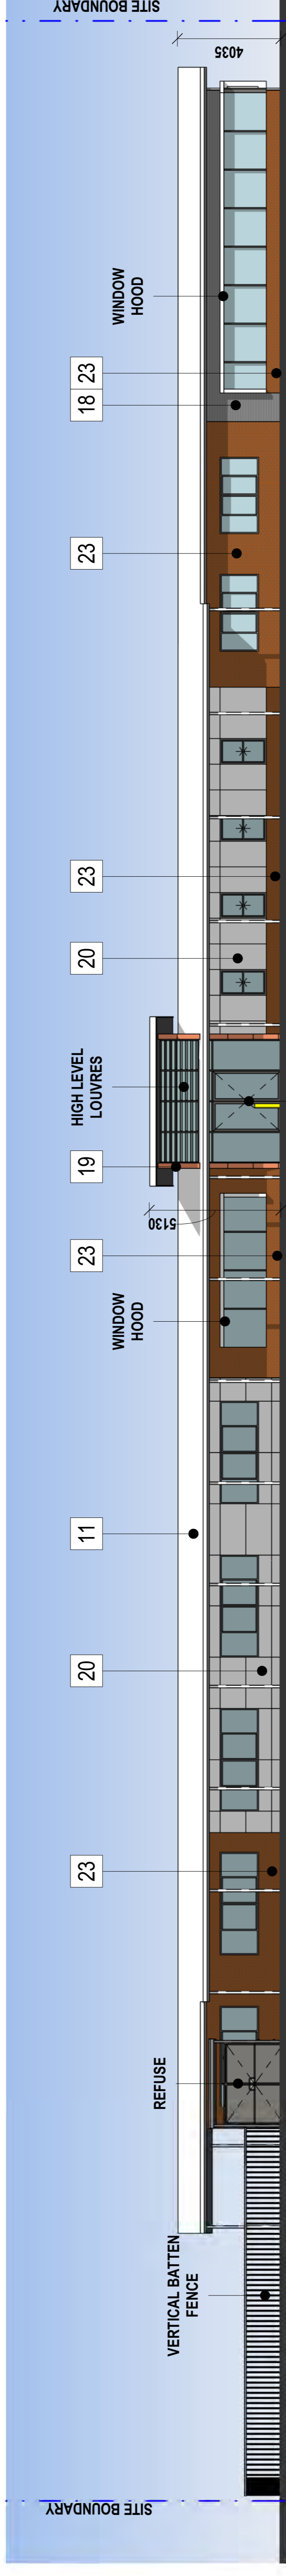 SITE BOUNDARY
VERTICAL BATTEN
FENCE
REFUSE
23
20
11
WINDOW
HOOD
23
5130
19
HIGH LEVEL
LOUVRES
20
23
23
18 23
WINDOW
HOOD
4035
SITE BOUNDARY